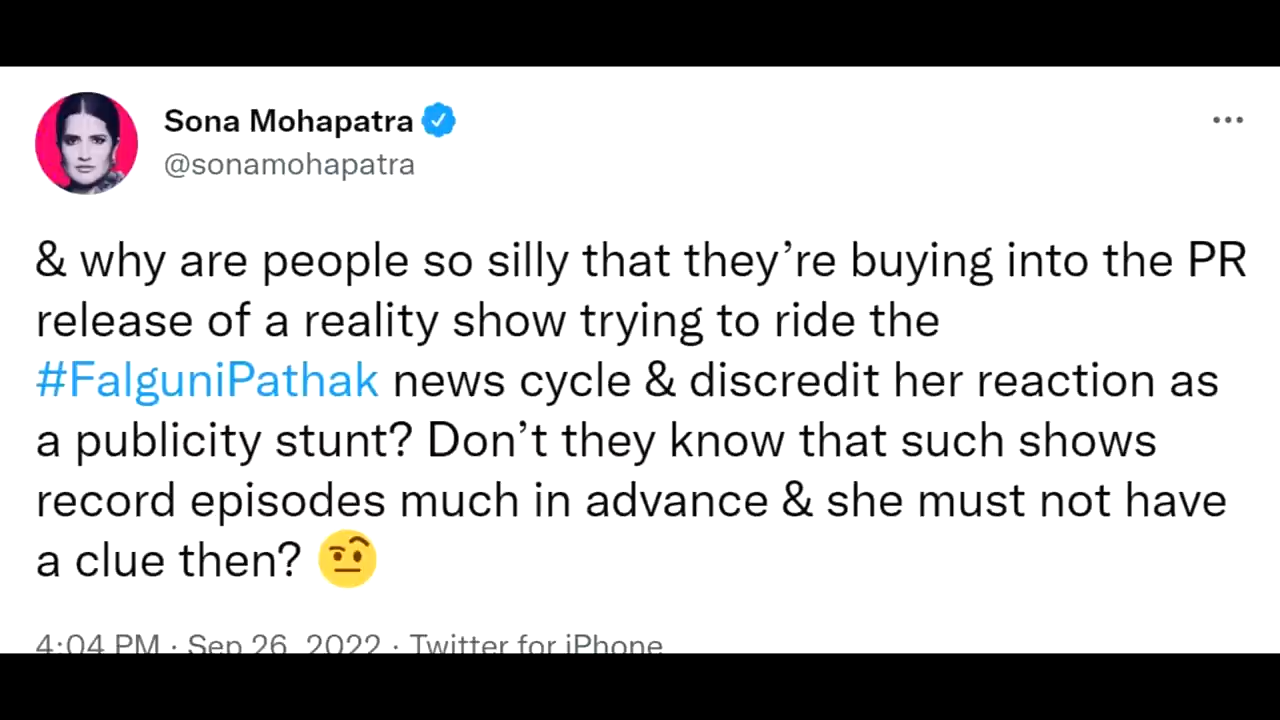 Sona Mohapatra
@sonamohapatra
& why are people so silly that they’re buying into the PR
release of a reality show trying to ride the
#FalguniPathak news cycle & discredit her reaction as
a publicity stunt? Don’t they know that such shows
record episodes much in advance & she must not have
a clue then? 🤨
4:04 PM · Sep 26, 2022 · Twitter for iPhone